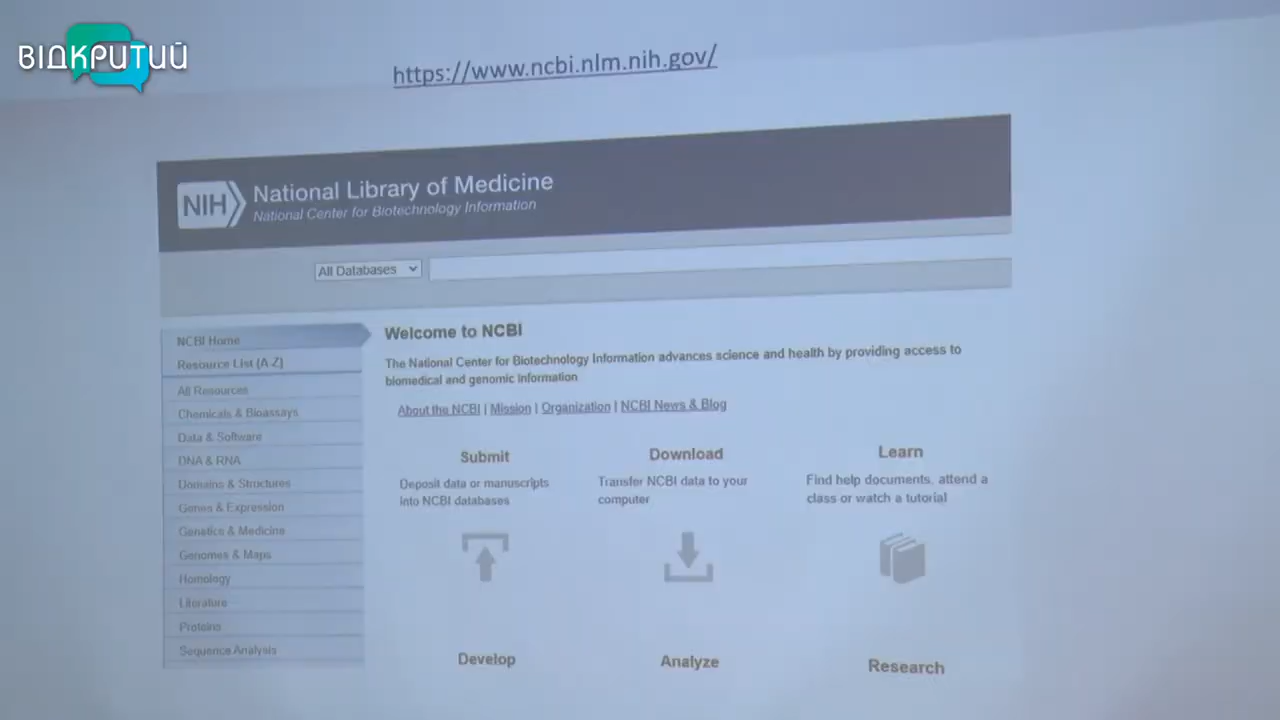 ВІДКРИТИЙ
https://www.ncbi.nlm.nih.gov/
NIH
National Library of Medicine
National Center for Biotechnology Information
All Databases
NCBI Home
Resource List (A-Z)
All Resources
Chemicals & Bioassays
Data & Software
DNA & RNA
Domains & Structures
Genes & Expression
Genetics & Medicine
Genomes & Maps
Homology
Literature
Proteins
Sequence Analysis
Welcome to NCBI
The National Center for Biotechnology Information advances science and health by providing access to
biomedical and genomic information
About the NCBI | Mission | Organization | NCBI News & Blog
Submit
Deposit data or manuscripts
into NCBI databases
Download
Transfer NCBI data to your
computer
Learn
Find help documents, attend a
class or watch a tutorial
Develop
Analyze
Research